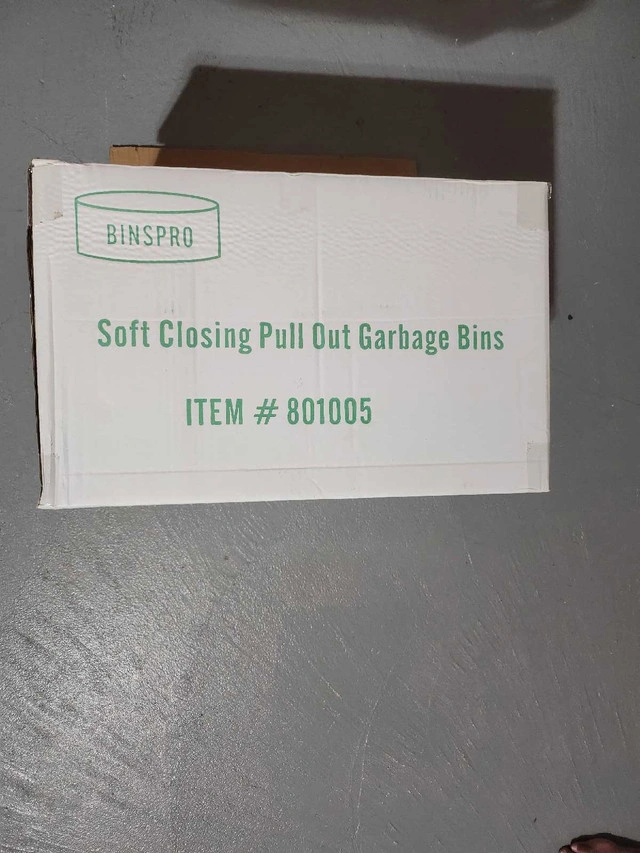 BINSPRO
Soft Closing Pull Out Garbage Bins
ITEM # 801005